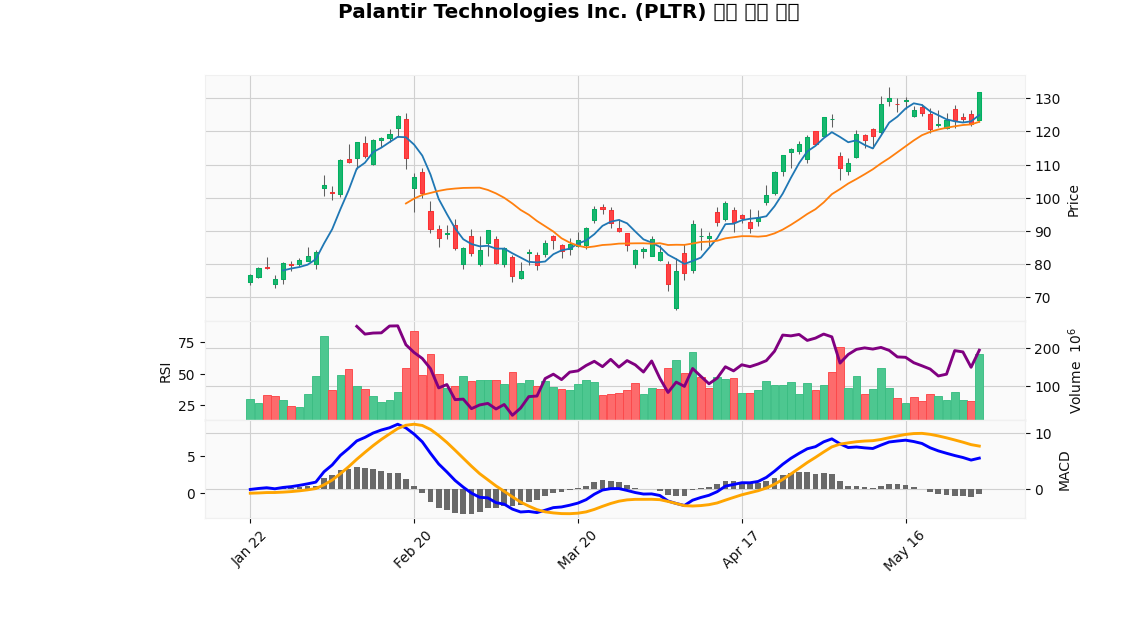 Palantir Technologies Inc. (PLTR)
130
120
110
100
90
80
70
Price
75
50
25
RSI
200
100
Volume 10^6
10
5
0
0
MACD
Jan 22
Feb 20
Mar 20
Apr 17
May 16